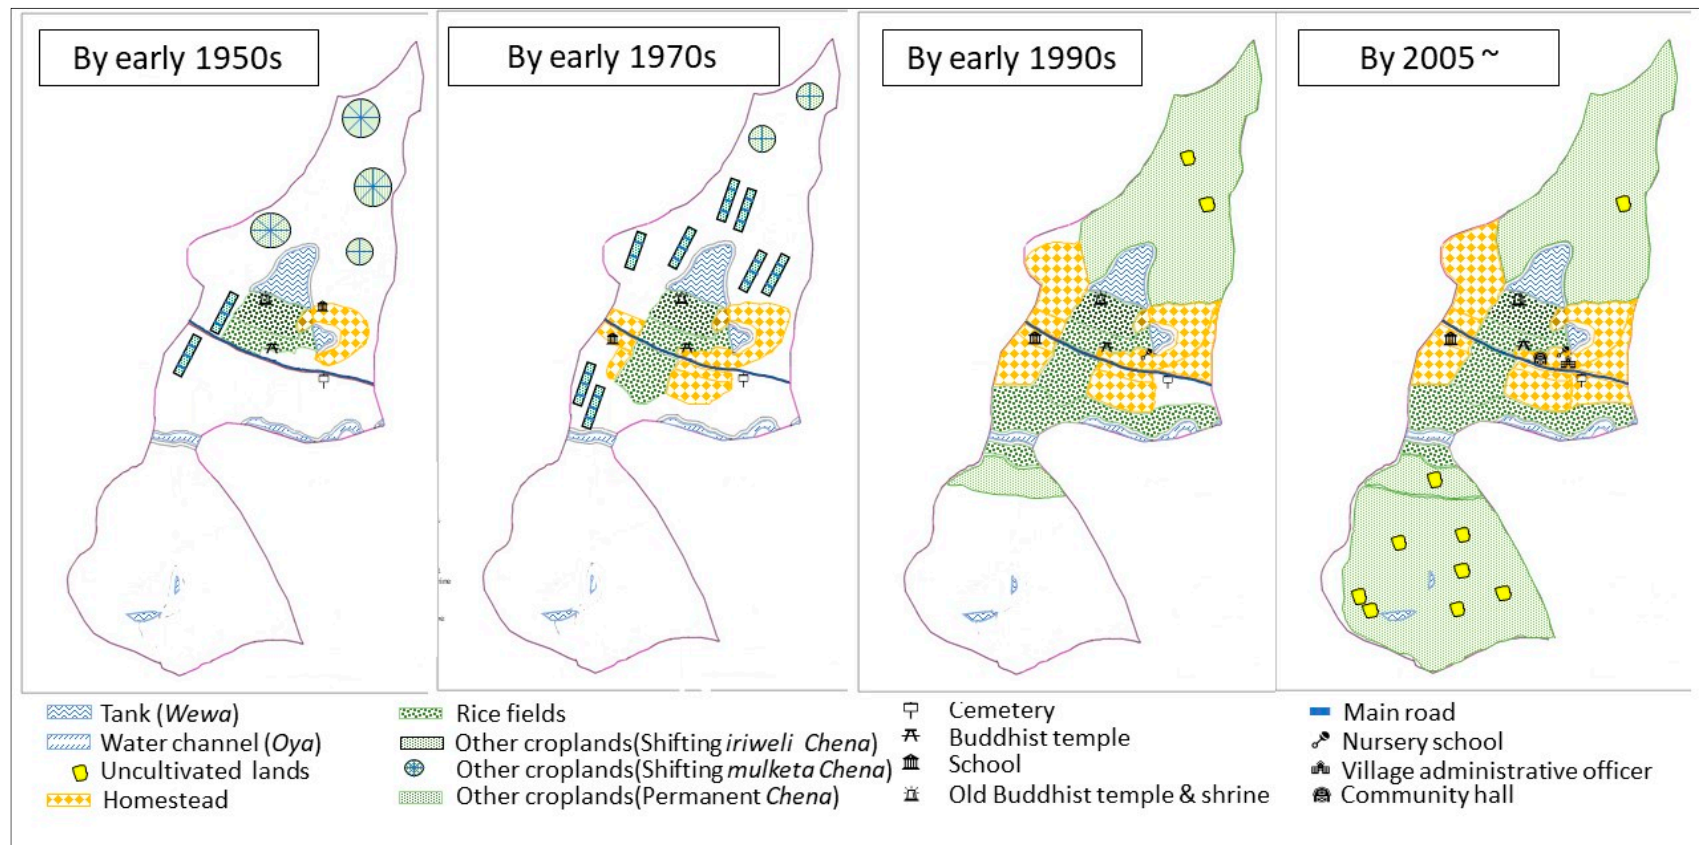 By early 1950s
By early 1970s
By early 1990s
By 2005 ~
Tank (Wewa)
Water channel (Oya)
Uncultivated lands
Homestead
Rice fields
Other croplands(Shifting iriweli Chena)
Other croplands(Shifting mulketa Chena)
Other croplands(Permanent Chena)
Cemetery
Buddhist temple
School
Old Buddhist temple & shrine
Main road
Nursery school
Village administrative officer
Community hall